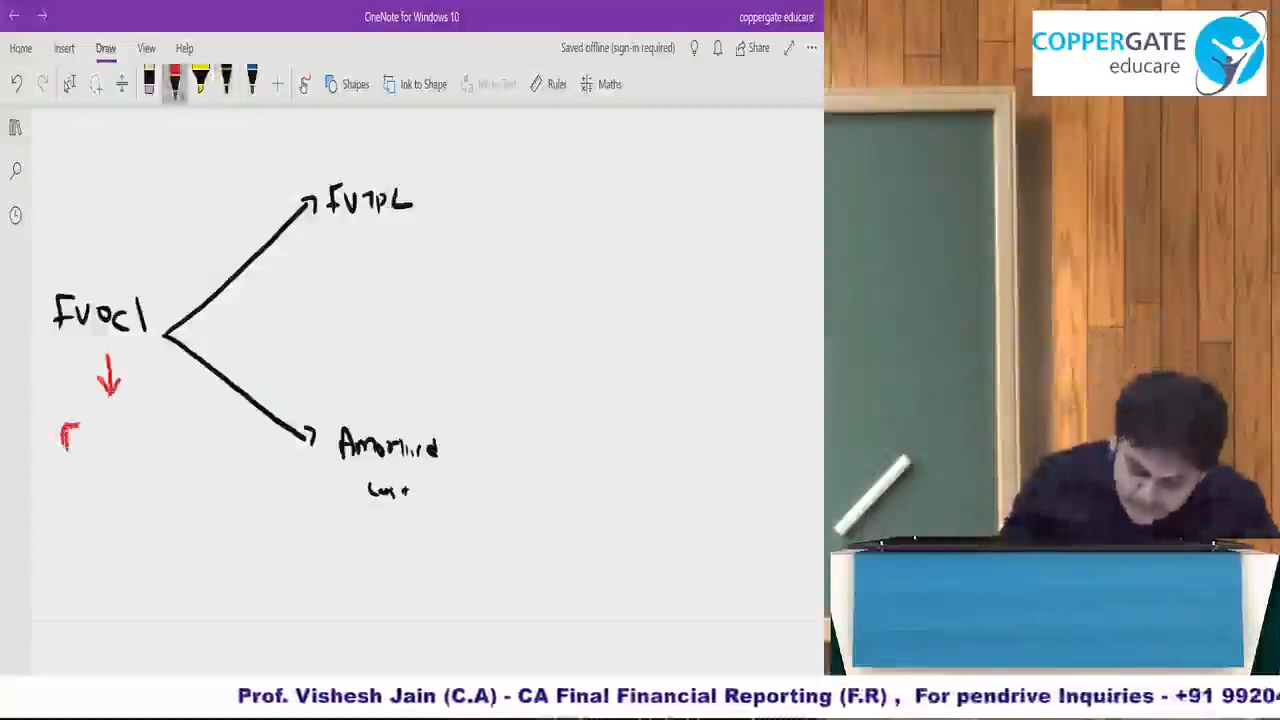 OneNote for Windows 10
coppergate educare
Home Insert Draw View Help
Saved offline (sign-in required)
Share
Shapes
Ink to Shape
Ink to Text
Ruler
Maths
COPPERGATE
educare
FVTPL
FVOCI
Amortized
Cost
Prof. Vishesh Jain (C.A) - CA Final Financial Reporting (F.R) , For pendrive Inquiries - +91 9920